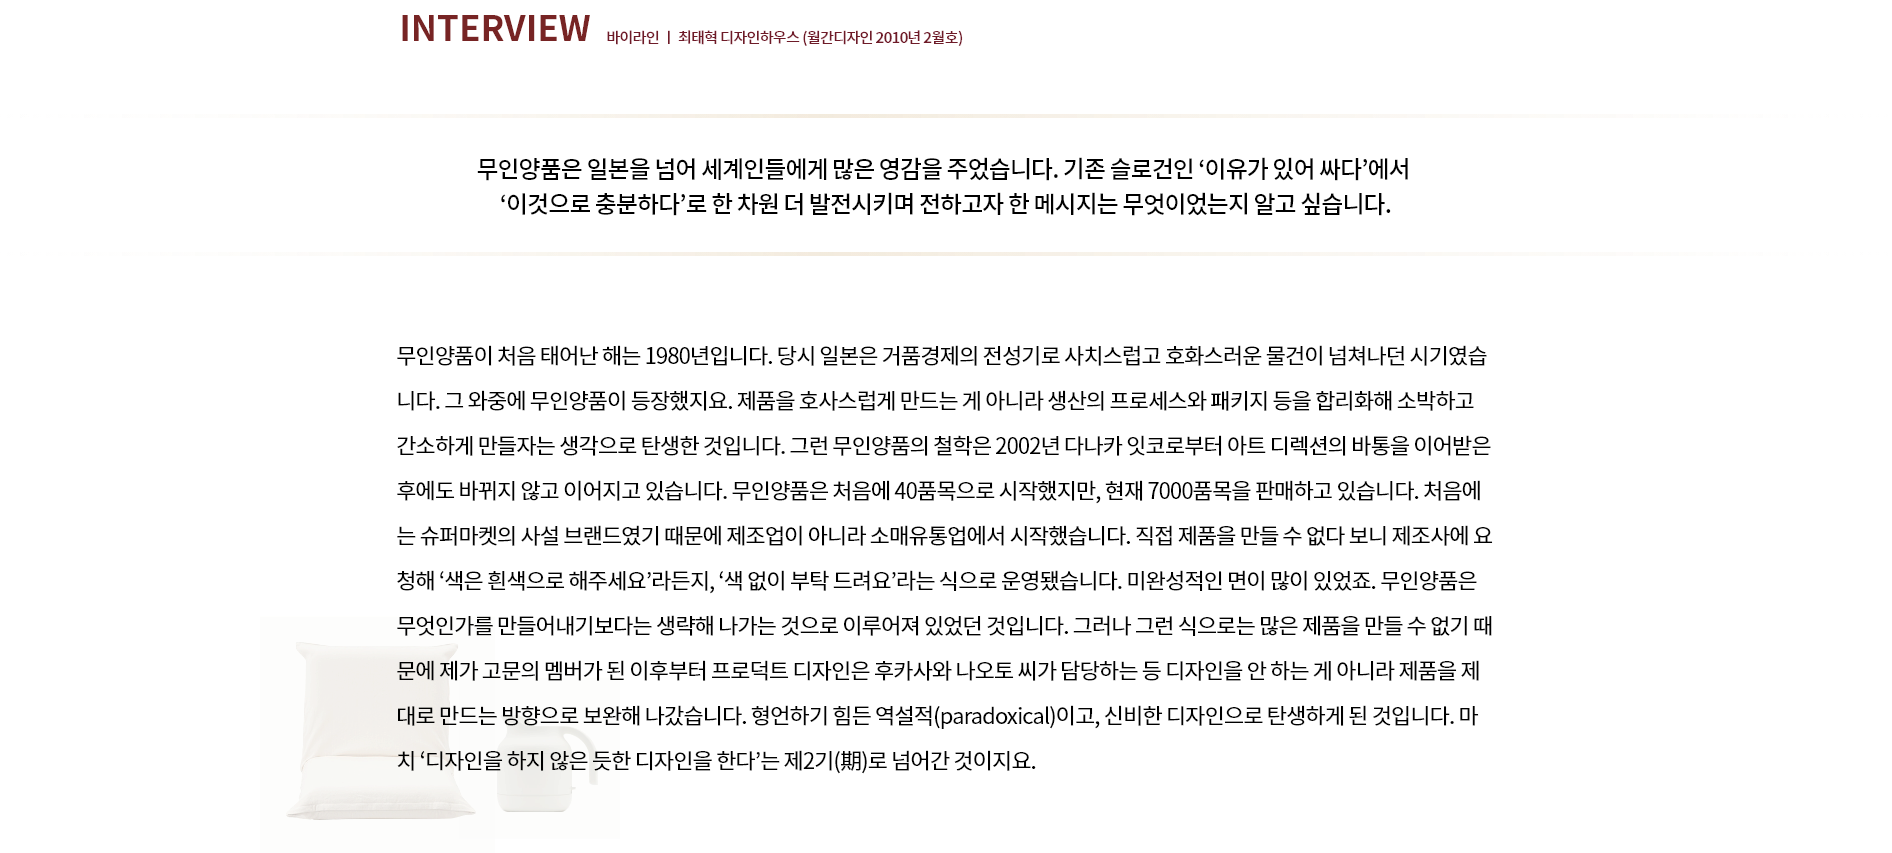 INTERVIEW 바이라인 ㅣ 최태혁 디자인하우스 (월간디자인 2010년 2월호)
무인양품은 일본을 넘어 세계인들에게 많은 영감을 주었습니다. 기존 슬로건인 ‘이유가 있어 싸다’에서
‘이것으로 충분하다’로 한 차원 더 발전시키며 전하고자 한 메시지는 무엇이었는지 알고 싶습니다.
무인양품이 처음 태어난 해는 1980년입니다. 당시 일본은 거품경제의 전성기로 사치스럽고 호화스러운 물건이 넘쳐나던 시기였습
니다. 그 와중에 무인양품이 등장했지요. 제품을 호사스럽게 만드는 게 아니라 생산의 프로세스와 패키지 등을 합리화해 소박하고
간소하게 만들자는 생각으로 탄생한 것입니다. 그런 무인양품의 철학은 2002년 다나카 잇코로부터 아트 디렉션의 바통을 이어받은
후에도 바뀌지 않고 이어지고 있습니다. 무인양품은 처음에 40품목으로 시작했지만, 현재 7000품목을 판매하고 있습니다. 처음에
는 슈퍼마켓의 사설 브랜드였기 때문에 제조업이 아니라 소매유통업에서 시작했습니다. 직접 제품을 만들 수 없다 보니 제조사에 요
청해 ‘색은 흰색으로 해주세요’라든지, ‘색 없이 부탁 드려요’라는 식으로 운영됐습니다. 미완성적인 면이 많이 있었죠. 무인양품은
무엇인가를 만들어내기보다는 생략해 나가는 것으로 이루어져 있었던 것입니다. 그러나 그런 식으로는 많은 제품을 만들 수 없기 때
문에 제가 고문의 멤버가 된 이후부터 프로덕트 디자인은 후카사와 나오토 씨가 담당하는 등 디자인을 안 하는 게 아니라 제품을 제
대로 만드는 방향으로 보완해 나갔습니다. 형언하기 힘든 역설적(paradoxical)이고, 신비한 디자인으로 탄생하게 된 것입니다. 마
치 ‘디자인을 하지 않은 듯한 디자인을 한다’는 제2기(期)로 넘어간 것이지요.